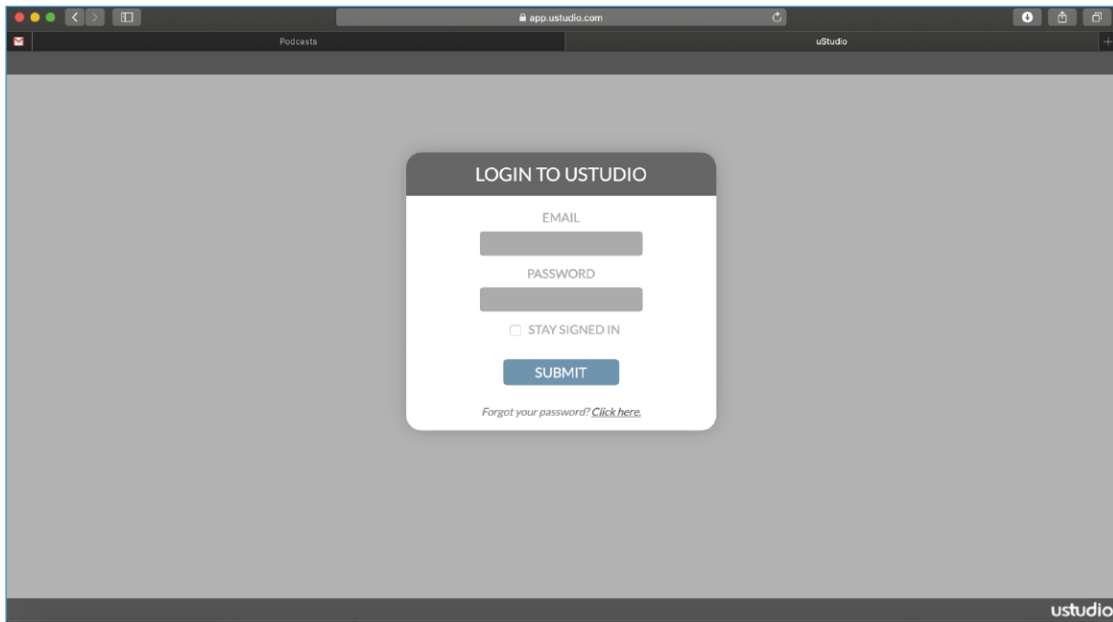 app.ustudio.com
Podcasts
uStudio
LOGIN TO USTUDIO
EMAIL
PASSWORD
STAY SIGNED IN
SUBMIT
Forgot your password? Click here.
ustudio